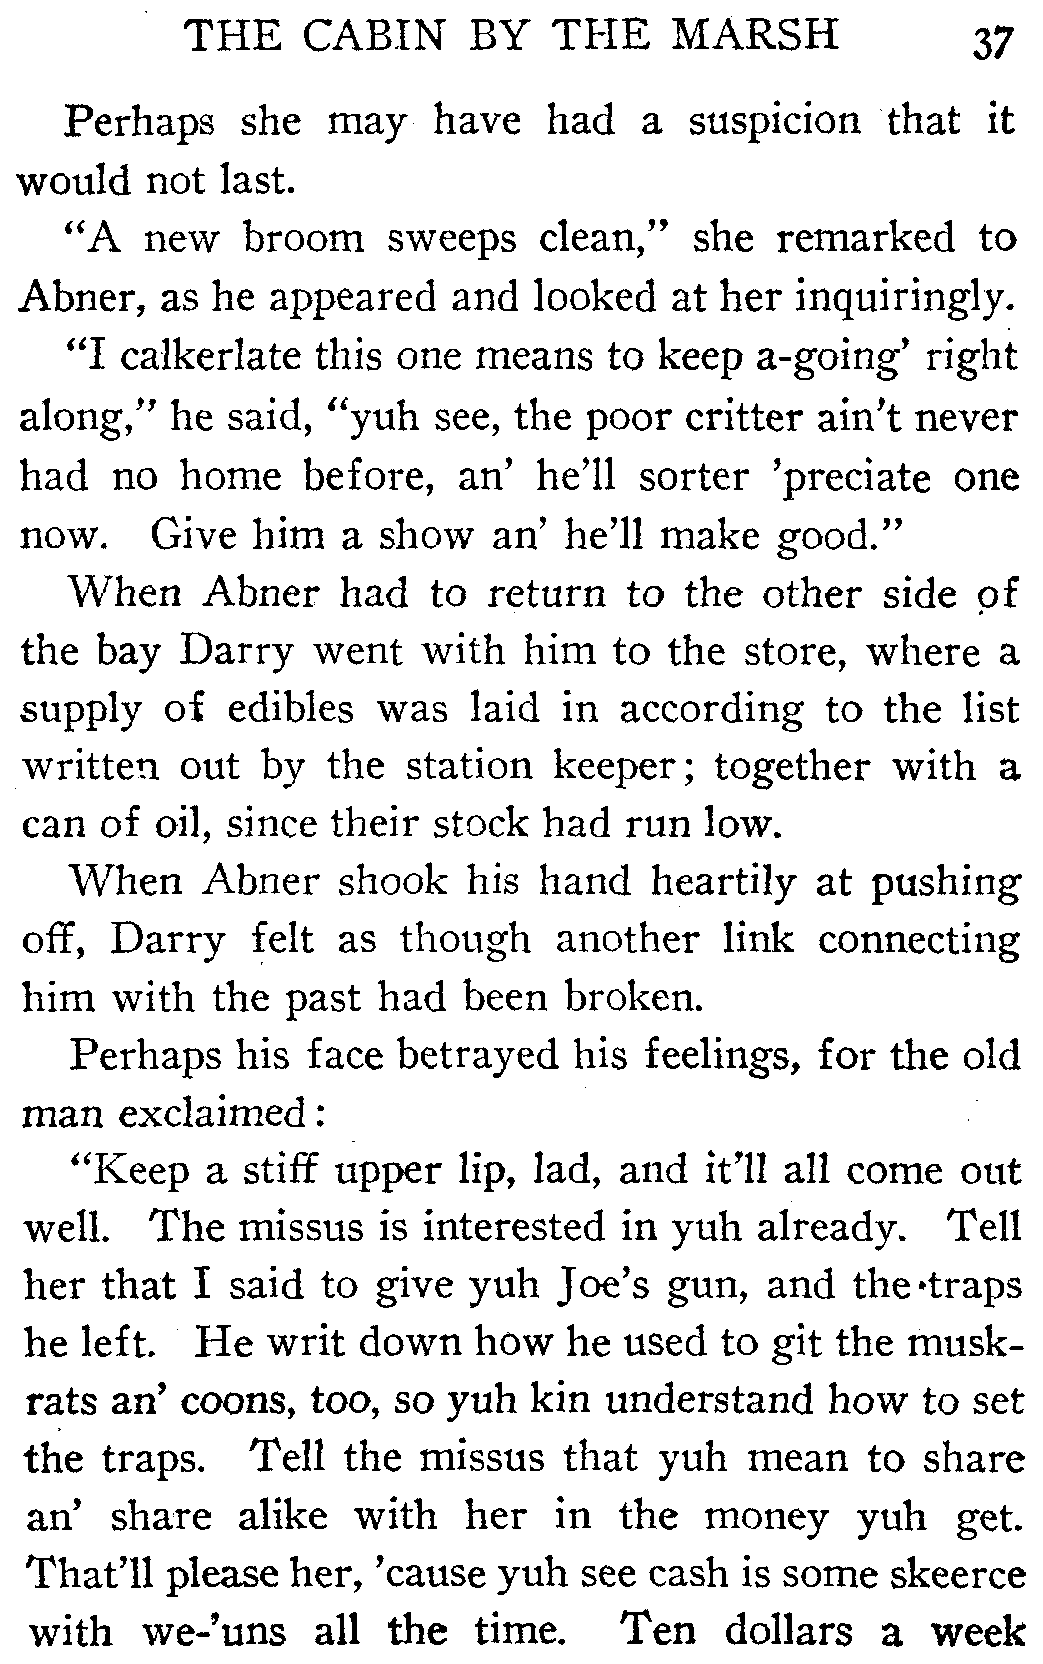 THE CABIN BY THE MARSH 37
Perhaps she may have had a suspicion that it
would not last.
"A new broom sweeps clean," she remarked to
Abner, as he appeared and looked at her inquiringly.
"I calkerlate this one means to keep a-going' right
along," he said, "yuh see, the poor critter ain't never
had no home before, an' he'll sorter 'preciate one
now. Give him a show an' he'll make good."
When Abner had to return to the other side of
the bay Darry went with him to the store, where a
supply of edibles was laid in according to the list
written out by the station keeper; together with a
can of oil, since their stock had run low.
When Abner shook his hand heartily at pushing
off, Darry felt as though another link connecting
him with the past had been broken.
Perhaps his face betrayed his feelings, for the old
man exclaimed:
"Keep a stiff upper lip, lad, and it'll all come out
well. The missus is interested in yuh already. Tell
her that I said to give yuh Joe's gun, and the traps
he left. He writ down how he used to git the musk-
rats an' coons, too, so yuh kin understand how to set
the traps. Tell the missus that yuh mean to share
an' share alike with her in the money yuh get.
That'll please her, 'cause yuh see cash is some skeerce
with we-'uns all the time. Ten dollars a week